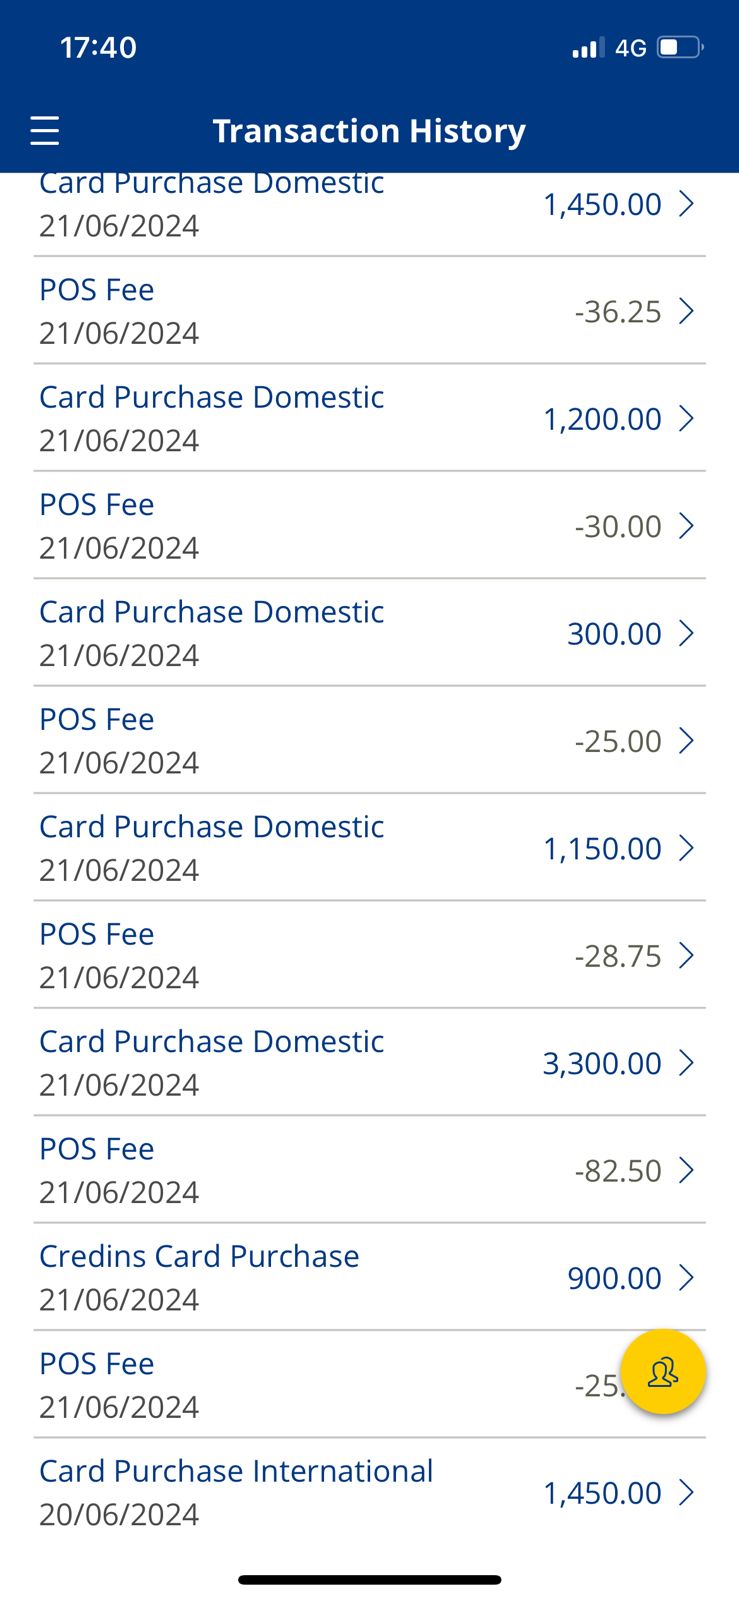 17:40
4G
Transaction History
Card Purchase Domestic
1,450.00
21/06/2024
POS Fee
-36.25
21/06/2024
Card Purchase Domestic
1,200.00
21/06/2024
POS Fee
-30.00
21/06/2024
Card Purchase Domestic
300.00
21/06/2024
POS Fee
-25.00
21/06/2024
Card Purchase Domestic
1,150.00
21/06/2024
POS Fee
-28.75
21/06/2024
Card Purchase Domestic
3,300.00
21/06/2024
POS Fee
-82.50
21/06/2024
Credins Card Purchase
900.00
21/06/2024
POS Fee
-25.
21/06/2024
Card Purchase International
1,450.00
20/06/2024